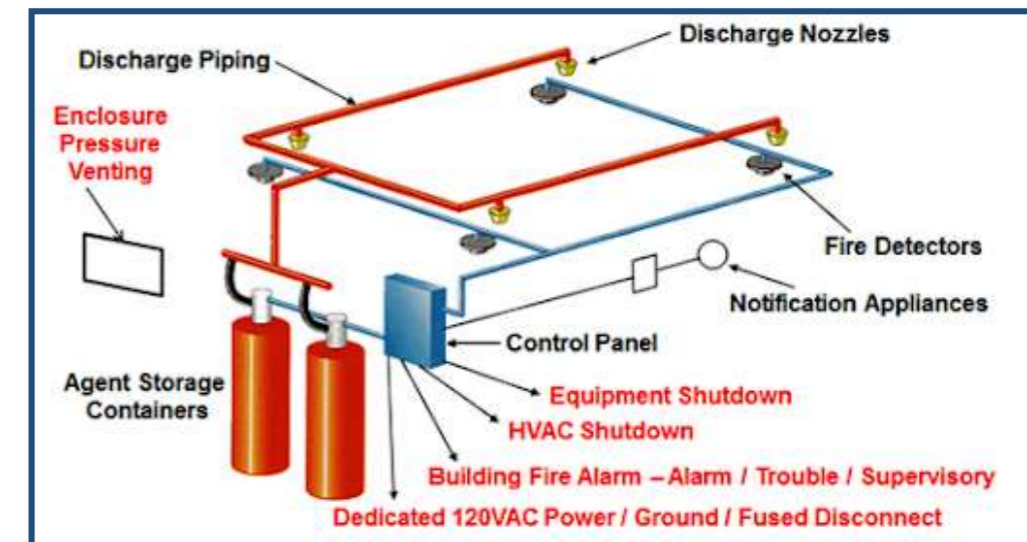 Discharge Nozzles
Discharge Piping
Enclosure
Pressure
Venting
Fire Detectors
Notification Appliances
Control Panel
Agent Storage
Containers
Equipment Shutdown
HVAC Shutdown
Building Fire Alarm – Alarm / Trouble / Supervisory
Dedicated 120VAC Power / Ground / Fused Disconnect